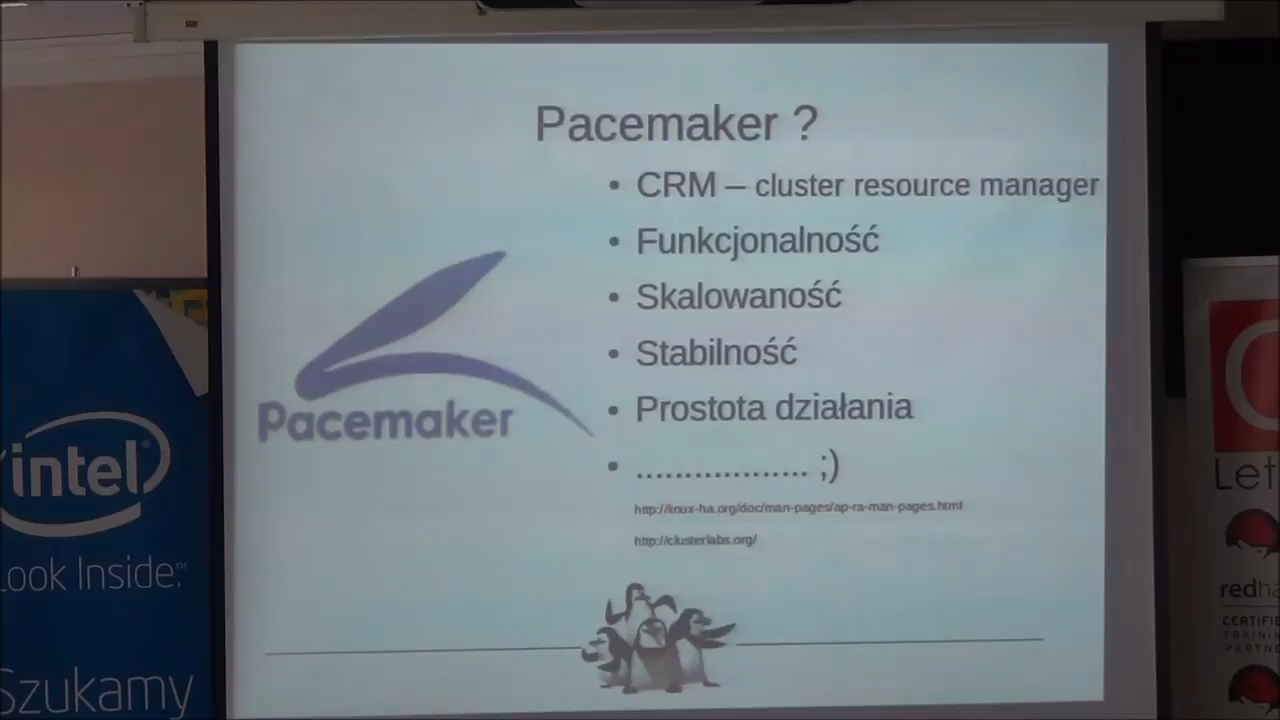 Pacemaker ?
• CRM – cluster resource manager
• Funkcjonalność
• Skalowaność
• Stabilność
• Prostota działania
• .................. ;)
http://linux-ha.org/doc/man-pages/ap-ra-man-pages.html
http://clusterlabs.org/
Pacemaker
intel
Look Inside.™
Szukamy
Let
redha
CERTIFIE
TRAININ
PARTNE